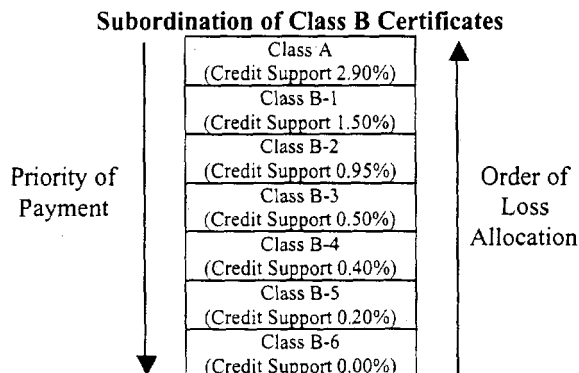 Subordination of Class B Certificates
Class A
(Credit Support 2.90%)
Class B-1
(Credit Support 1.50%)
Class B-2
(Credit Support 0.95%)
Class B-3
(Credit Support 0.50%)
Class B-4
(Credit Support 0.40%)
Class B-5
(Credit Support 0.20%)
Class B-6
(Credit Support 0.00%)
Priority of
Payment
Order of
Loss
Allocation